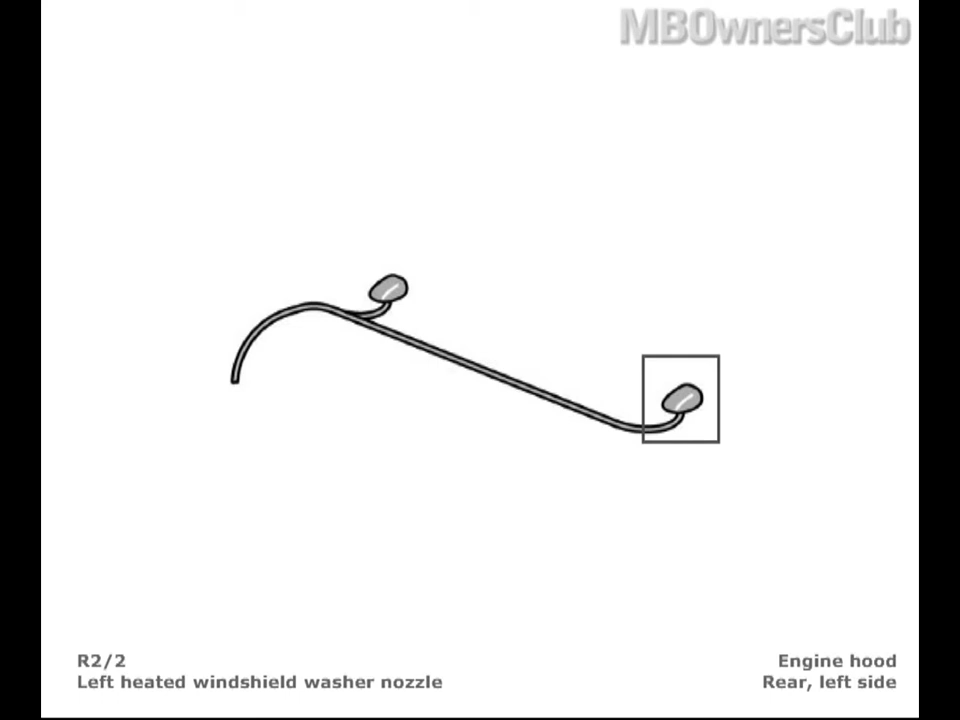 MBOwnersClub
R2/2
Left heated windshield washer nozzle
Engine hood
Rear, left side